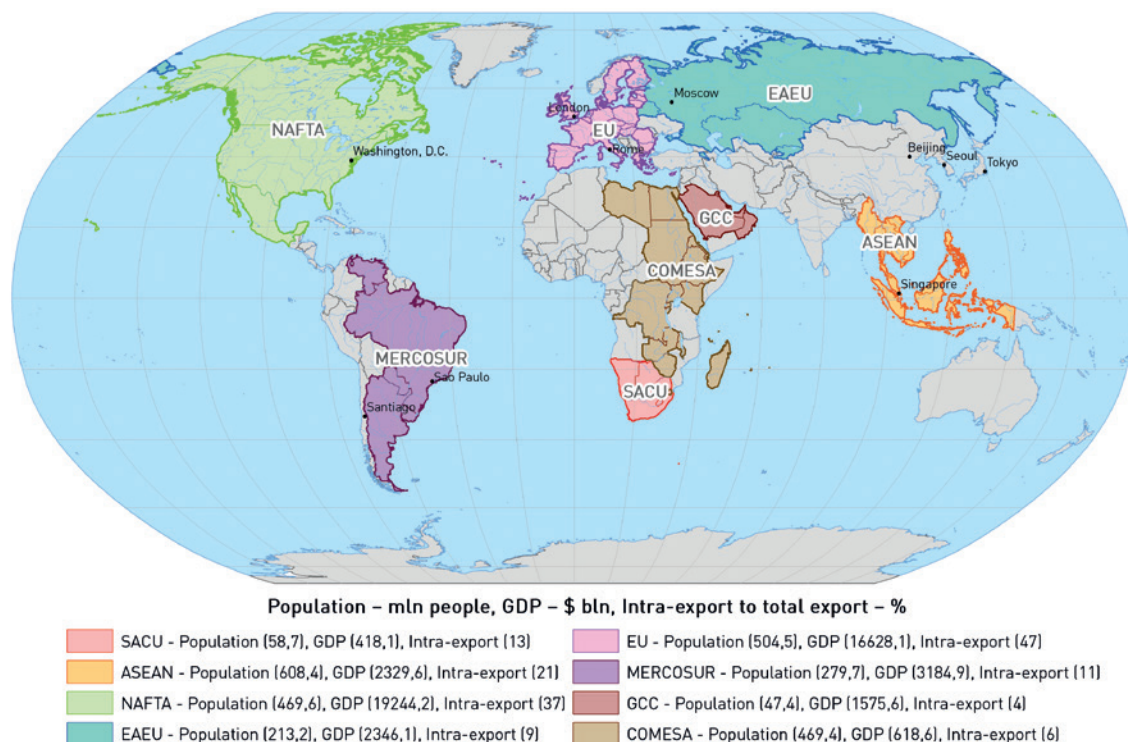 NAFTA
Washington, D.C.
London
EU
Rome
Moscow
EAEU
Beijing
Seoul
Tokyo
GCC
COMESA
ASEAN
Singapore
MERCOSUR
Sao Paulo
Santiago
SACU
Population – mln people, GDP – $ bln, Intra-export to total export – %
SACU - Population (58,7), GDP (418,1), Intra-export (13)
EU - Population (504,5), GDP (16628,1), Intra-export (47)
ASEAN - Population (608,4), GDP (2329,6), Intra-export (21)
MERCOSUR - Population (279,7), GDP (3184,9), Intra-export (11)
NAFTA - Population (469,6), GDP (19244,2), Intra-export (37)
GCC - Population (47,4), GDP (1575,6), Intra-export (4)
EAEU - Population (213,2), GDP (2346,1), Intra-export (9)
COMESA - Population (469,4), GDP (618,6), Intra-export (6)